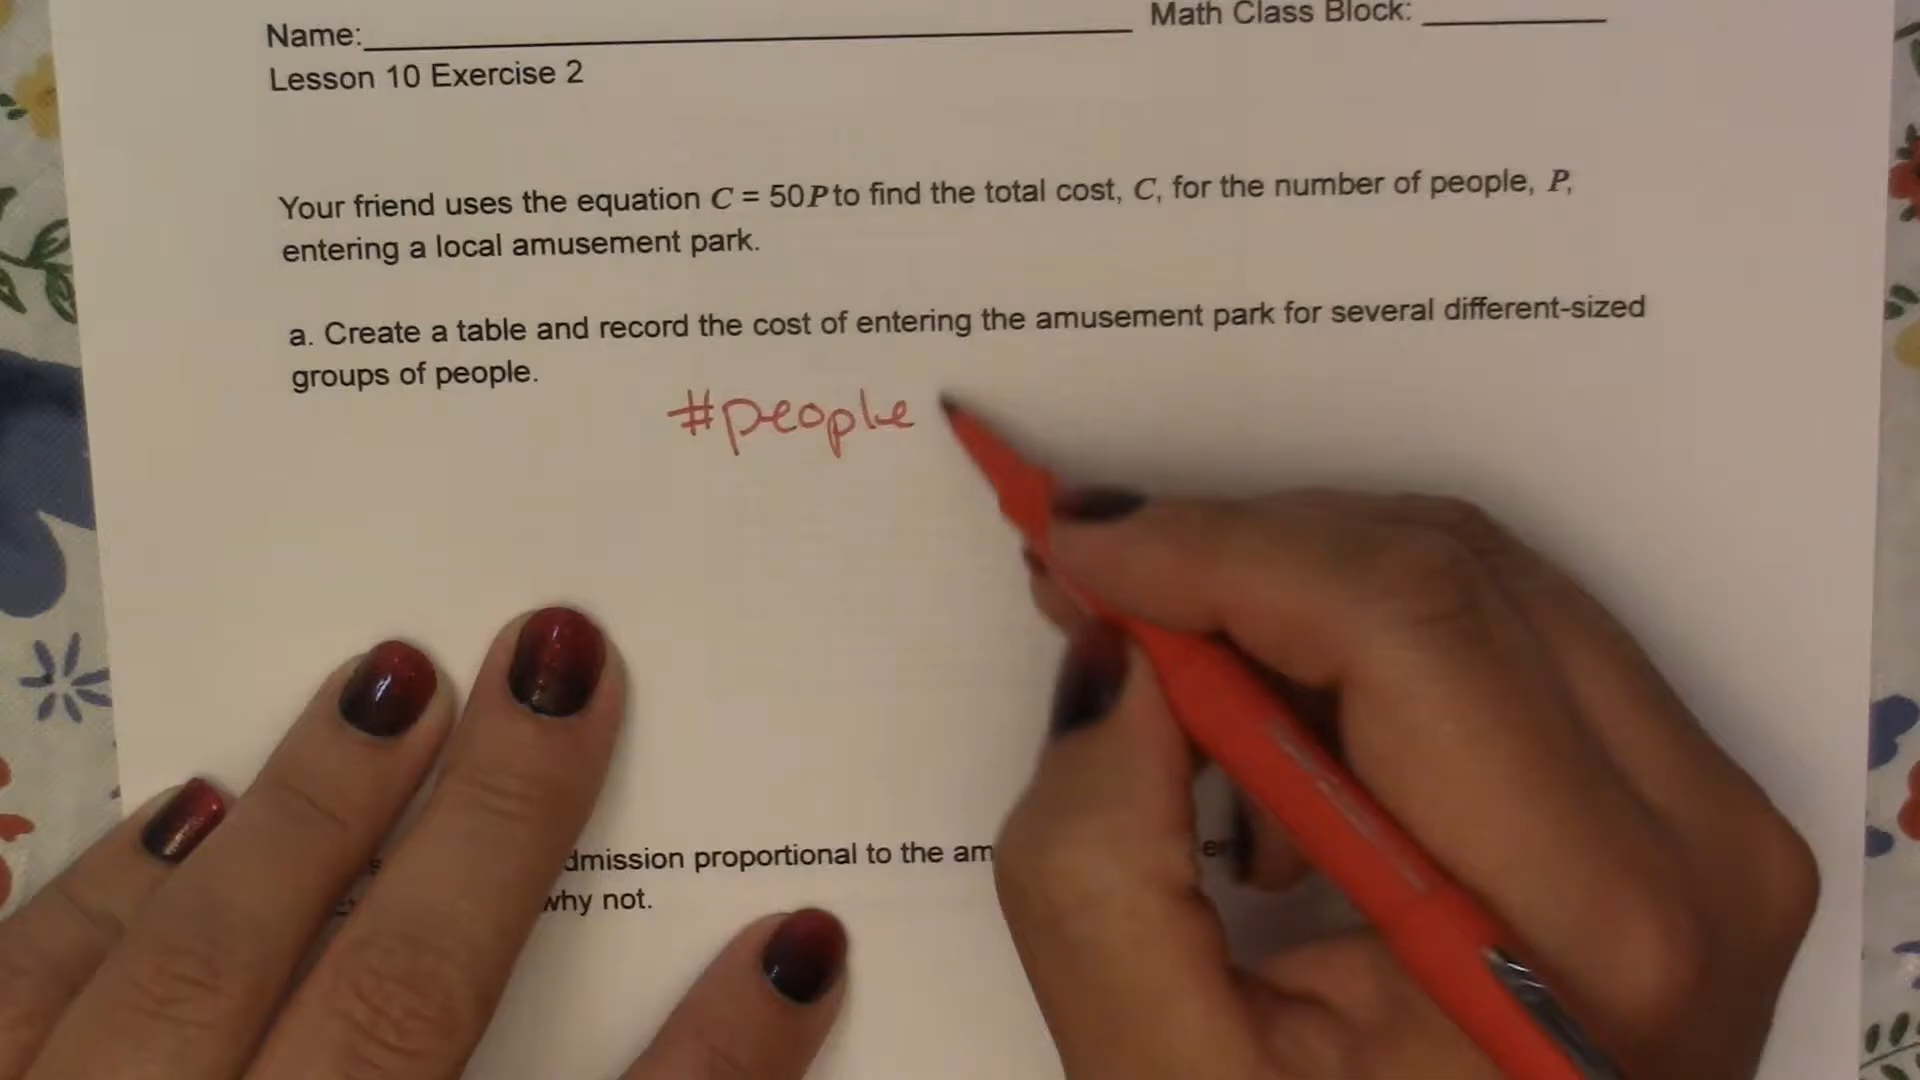 Name: Math Class Block:
Lesson 10 Exercise 2
Your friend uses the equation C = 50P to find the total cost, C, for the number of people, P,
entering a local amusement park.
a. Create a table and record the cost of entering the amusement park for several different-sized
groups of people.
#people
dmission proportional to the am
why not.